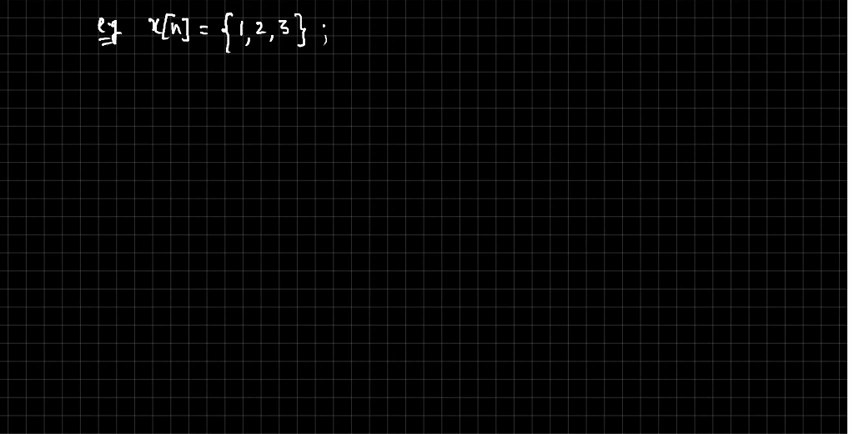 eg x[n] = {1, 2, 3} ;